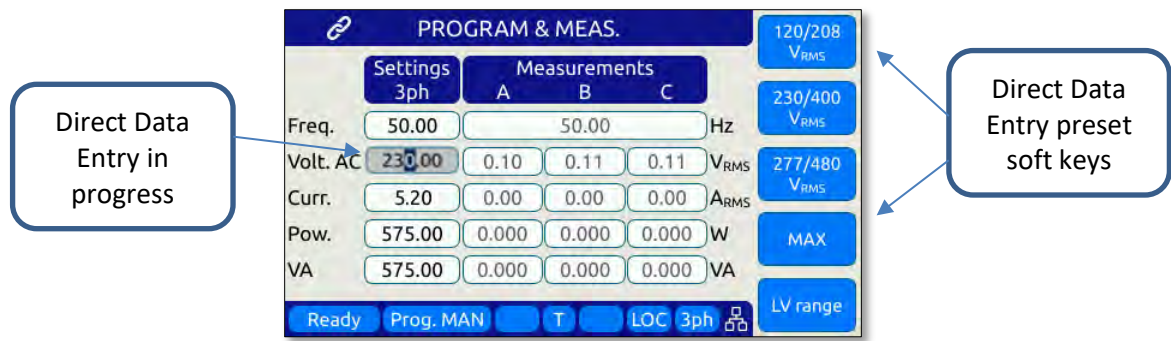 PROGRAM & MEAS.
Settings
3ph
Measurements
A B C
Freq. 50.00 50.00 Hz
Volt. AC 230.00 0.10 0.11 0.11 VRMS
Curr. 5.20 0.00 0.00 0.00 ARMS
Pow. 575.00 0.000 0.000 0.000 W
VA 575.00 0.000 0.000 0.000 VA
Ready Prog. MAN T LOC 3ph
120/208
VRMS
230/400
VRMS
277/480
VRMS
MAX
LV range
Direct Data
Entry in
progress
Direct Data
Entry preset
soft keys